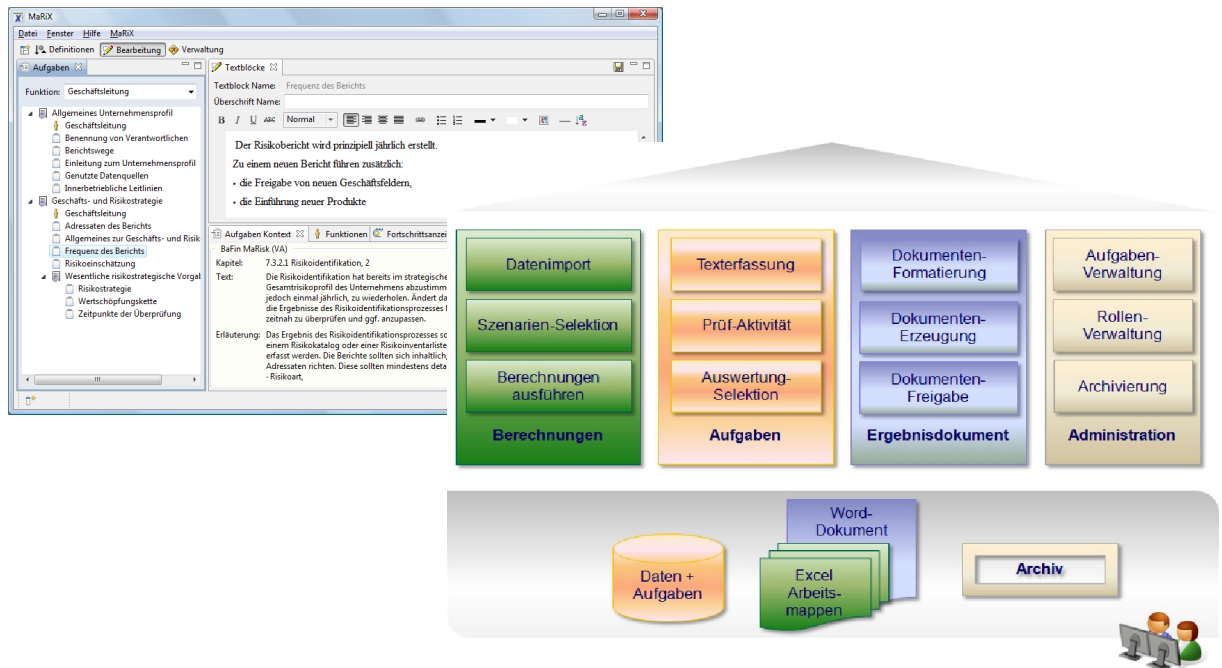 MaRiX
Datei Fenster Hilfe MaRiX
Definitionen Bearbeitung Verwaltung
Aufgaben
Funktion: Geschäftsleitung
Allgemeines Unternehmensprofil
Geschäftsleitung
Benennung von Verantwortlichen
Berichtswege
Einleitung zum Unternehmensprofil
Genutzte Datenquellen
Innerbetriebliche Leitlinien
Geschäfts- und Risikostrategie
Geschäftsleitung
Adressaten des Berichts
Allgemeines zur Geschäfts- und Risik
Frequenz des Berichts
Risikoeinschätzung
Wesentliche risikostrategische Vorgal
Risikostrategie
Wertschöpfungskette
Zeitpunkte der Überprüfung
Textblöcke
Textblock Name: Frequenz des Berichts
Überschrift Name:
B I U ABC Normal
Der Risikobericht wird prinzipiell jährlich erstellt.
Zu einem neuen Bericht führen zusätzlich:
• die Freigabe von neuen Geschäftsfeldern,
• die Einführung neuer Produkte
Aufgaben Kontext Funktionen Fortschrittsanzei
BaFin MaRisk (VA)
Kapitel: 7.3.2.1 Risikoidentifikation, 2
Text: Die Risikoidentifikation hat bereits im strategische
Gesamtrisikoprofil des Unternehmens abzustimm
jedoch einmal jährlich, zu wiederholen. Ändert da
die Ergebnisse des Risikoidentifikationsprozesses
zeitnah zu überprüfen und ggf. anzupassen.
Erläuterung: Das Ergebnis des Risikoidentifikationsprozesses so
einem Risikokatalog oder einer Risikoinventarliste
erfasst werden. Die Berichte sollten sich inhaltlich,
Adressaten richten. Diese sollten mindestens deta
- Risikoart,
Datenimport
Szenarien-Selektion
Berechnungen
ausführen
Berechnungen
Texterfassung
Prüf-Aktivität
Auswertung-
Selektion
Aufgaben
Dokumenten-
Formatierung
Dokumenten-
Erzeugung
Dokumenten-
Freigabe
Ergebnisdokument
Aufgaben-
Verwaltung
Rollen-
Verwaltung
Archivierung
Administration
Daten +
Aufgaben
Word-
Dokument
Excel
Arbeits-
mappen
Archiv